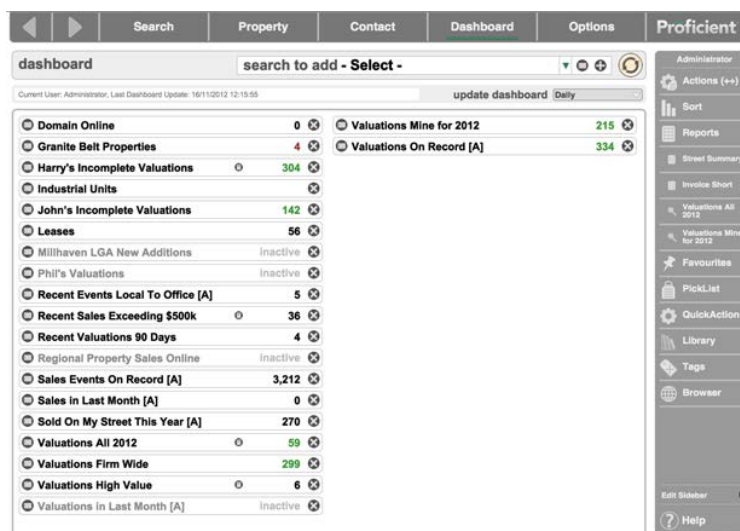 Search Property Contact Dashboard Options Proficient
dashboard search to add - Select -
Current User: Administrator, Last Dashboard Update: 16/11/2012 12:15:55 update dashboard Daily
Domain Online 0
Granite Belt Properties 4
Harry's Incomplete Valuations 304
Industrial Units
John's Incomplete Valuations 142
Leases 56
Millhaven LGA New Additions inactive
Phil's Valuations inactive
Recent Events Local To Office [A] 5
Recent Sales Exceeding $500k 36
Recent Valuations 90 Days 4
Regional Property Sales Online inactive
Sales Events On Record [A] 3,212
Sales in Last Month [A] 0
Sold On My Street This Year [A] 270
Valuations All 2012 59
Valuations Firm Wide 299
Valuations High Value 6
Valuations in Last Month [A] inactive
Valuations Mine for 2012 215
Valuations On Record [A] 334
Administrator
Actions (++)
Sort
Reports
Street Summary
Invoice Short
Valuations All
2012
Valuations Mine
for 2012
Favourites
PickList
QuickAction
Library
Tags
Browser
Edit Sidebar
? Help